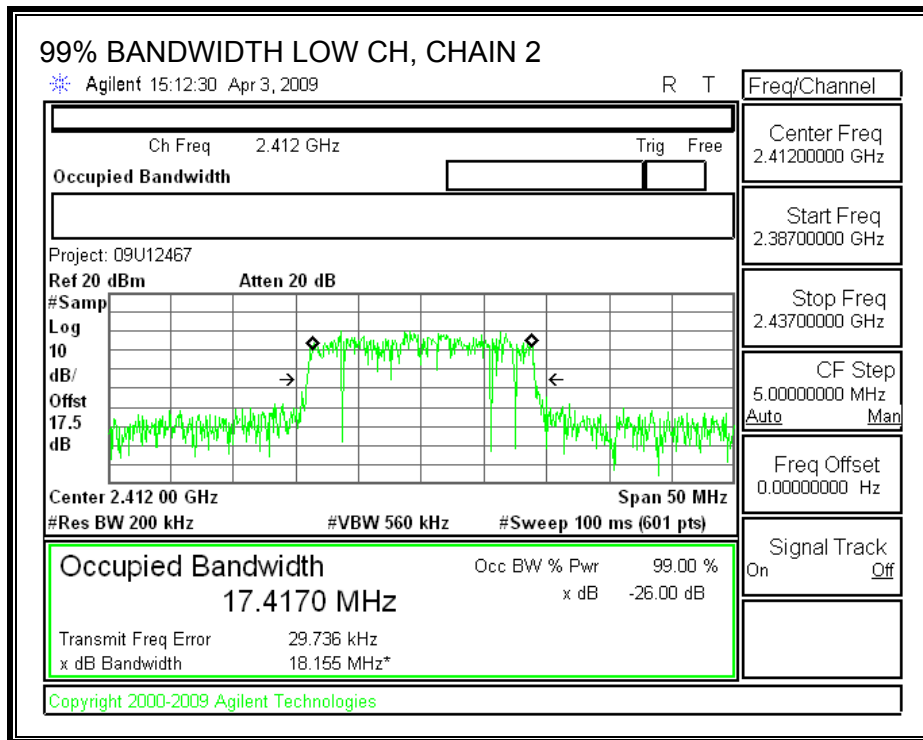 99% BANDWIDTH LOW CH, CHAIN 2
Agilent 15:12:30 Apr 3, 2009 R T
Freq/Channel
Ch Freq 2.412 GHz Trig Free
Occupied Bandwidth
Center Freq
2.41200000 GHz
Start Freq
2.38700000 GHz
Stop Freq
2.43700000 GHz
CF Step
5.00000000 MHz
Auto Man
Freq Offset
0.00000000 Hz
Signal Track
On Off
Project: 09U12467
Ref 20 dBm Atten 20 dB
#Samp
Log
10
dB/
Offst
17.5
dB
Center 2.412 00 GHz Span 50 MHz
#Res BW 200 kHz #VBW 560 kHz #Sweep 100 ms (601 pts)
Occupied Bandwidth Occ BW % Pwr 99.00 %
17.4170 MHz x dB -26.00 dB
Transmit Freq Error 29.736 kHz
x dB Bandwidth 18.155 MHz*
Copyright 2000-2009 Agilent Technologies